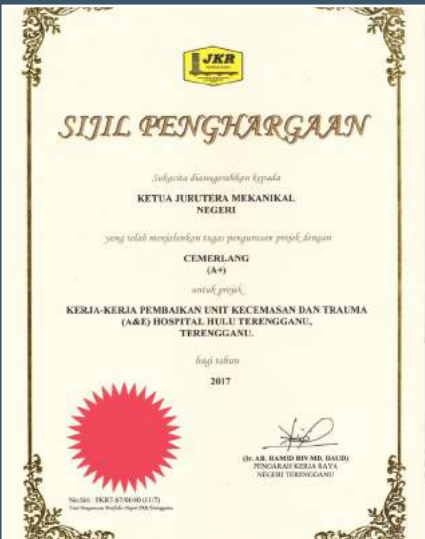 JKR
SIJIL PENGHARGAAN
Sukacita dianugerahkan kepada
KETUA JURUTERA MEKANIKAL
NEGERI
yang telah menjalankan tugas pengurusan projek dengan
CEMERLANG
(A+)
untuk projek
KERJA-KERJA PEMBAIKAN UNIT KECEMASAN DAN TRAUMA
(A&E) HOSPITAL HULU TERENGGANU,
TERENGGANU.
bagi tahun
2017
(Ir. AB. HAMID BIN MD. DAUD)
PENGARAH KERJA RAYA
NEGERI TERENGGANU
No.Siri :